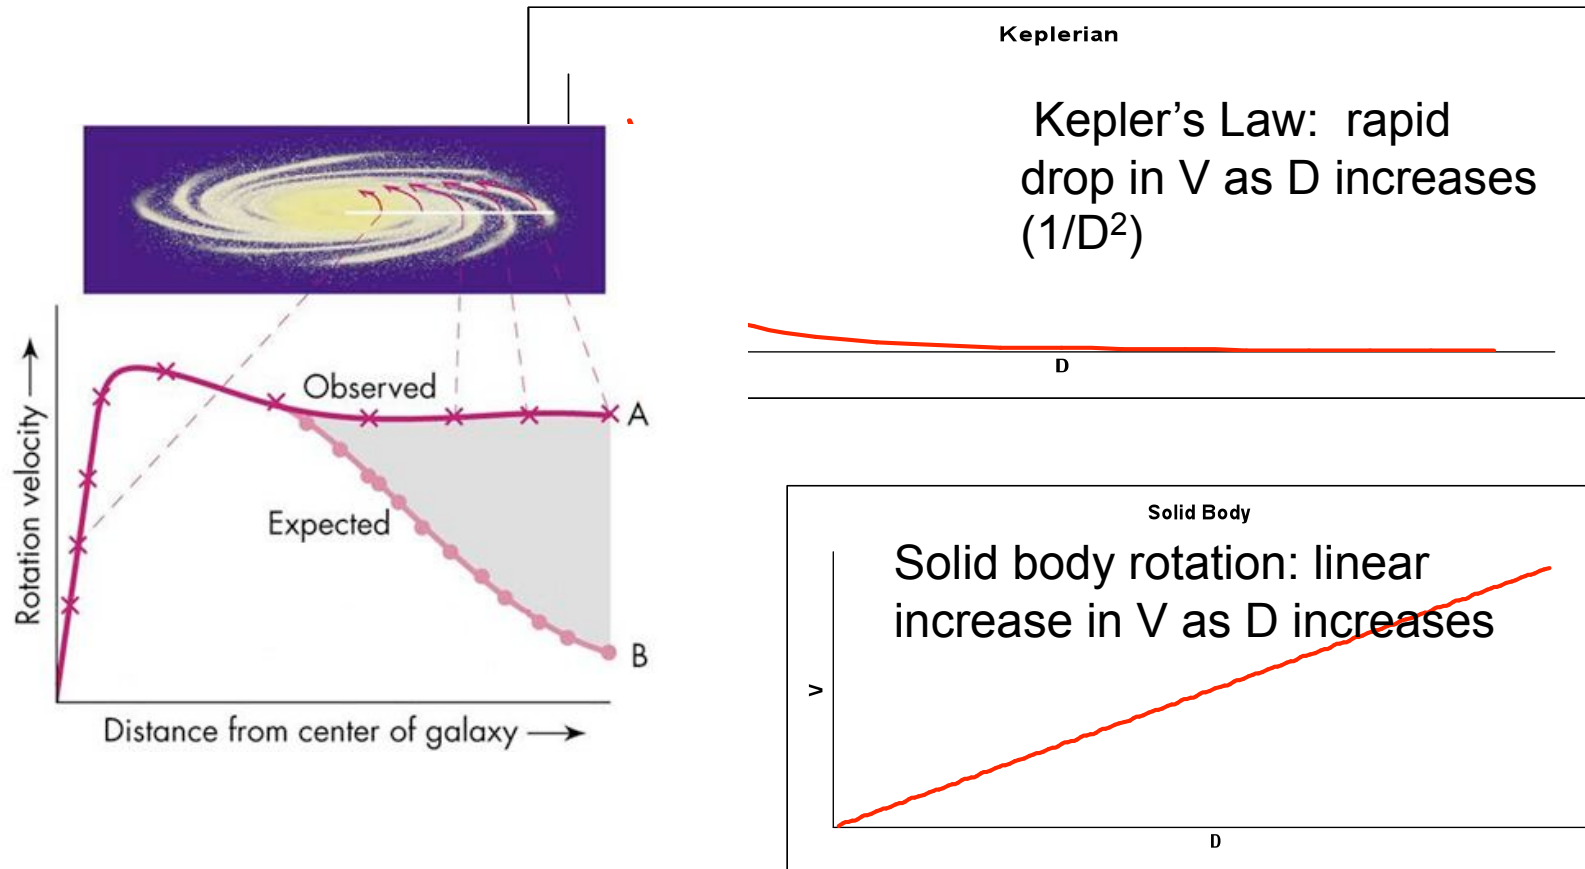 Keplerian
Kepler’s Law: rapid
drop in V as D increases
(1/D²)
D
Observed
A
Expected
B
Rotation velocity
Distance from center of galaxy
Solid Body
Solid body rotation: linear
increase in V as D increases
V
D